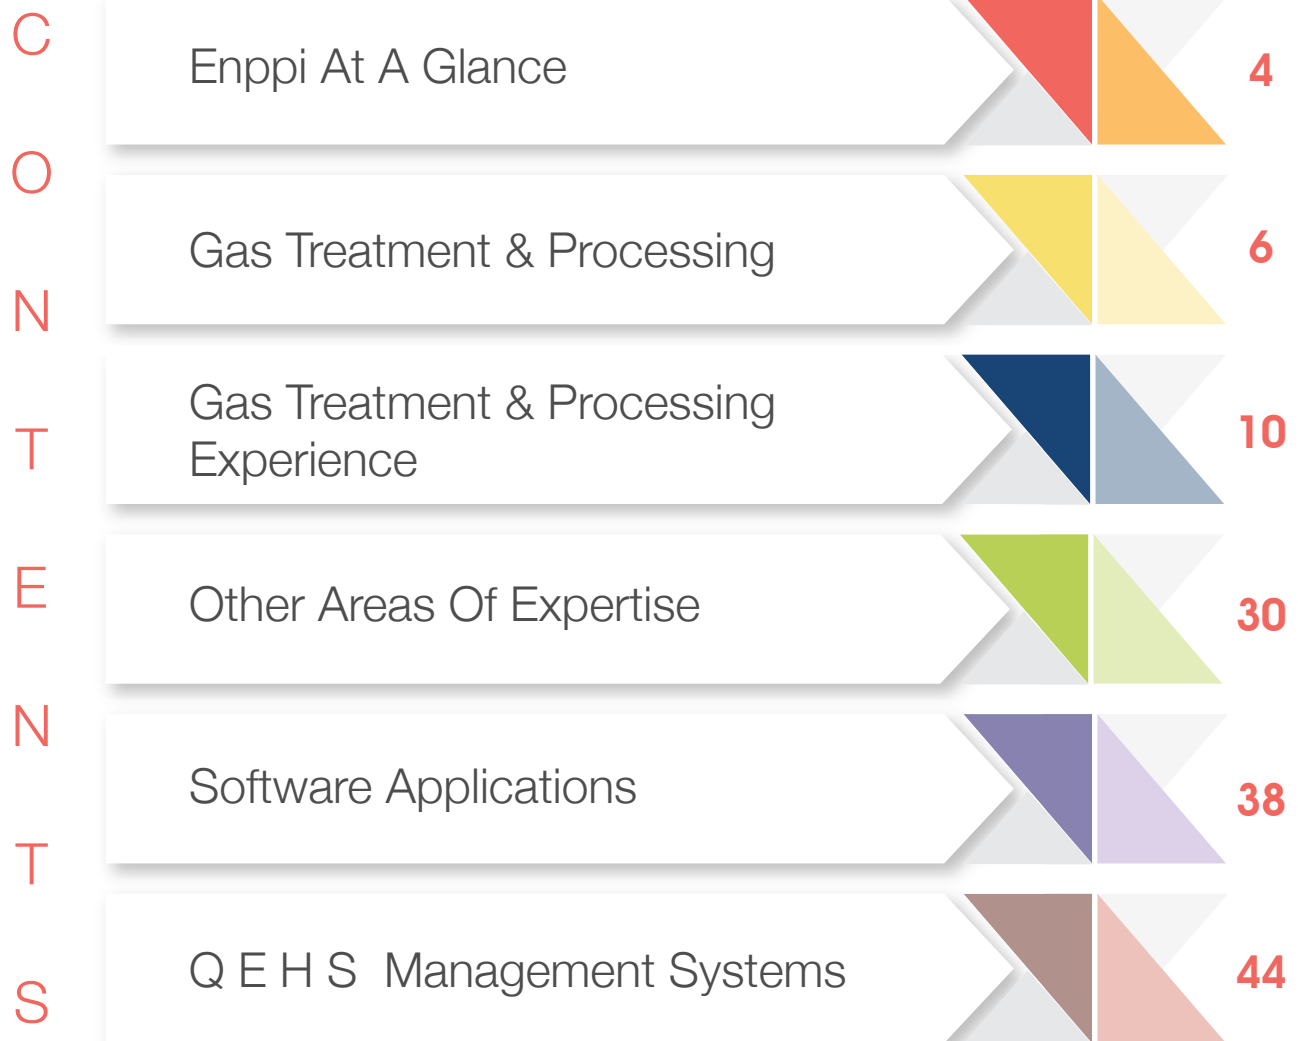 CONTENTS
Enppi At A Glance 4
Gas Treatment & Processing 6
Gas Treatment & Processing
Experience 10
Other Areas Of Expertise 30
Software Applications 38
Q E H S Management Systems 44